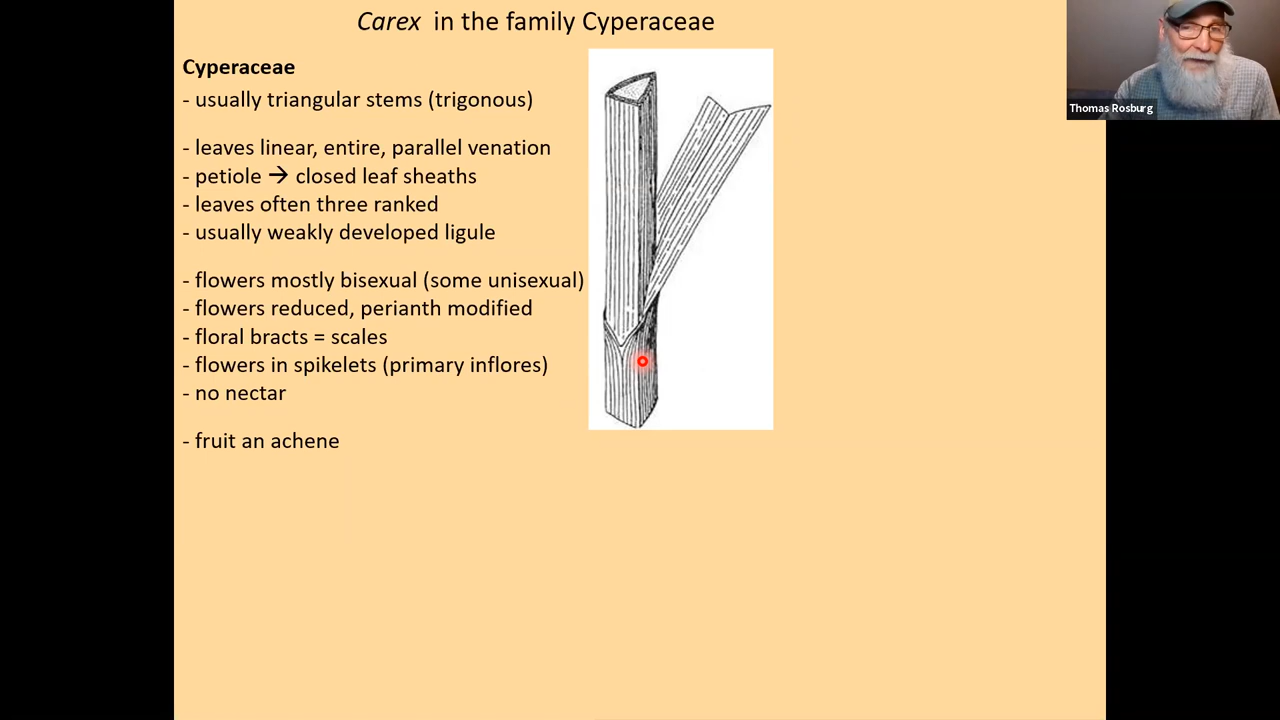 Carex in the family Cyperaceae
Thomas Rosburg
Cyperaceae
- usually triangular stems (trigonous)
- leaves linear, entire, parallel venation
- petiole → closed leaf sheaths
- leaves often three ranked
- usually weakly developed ligule
- flowers mostly bisexual (some unisexual)
- flowers reduced, perianth modified
- floral bracts = scales
- flowers in spikelets (primary inflores)
- no nectar
- fruit an achene